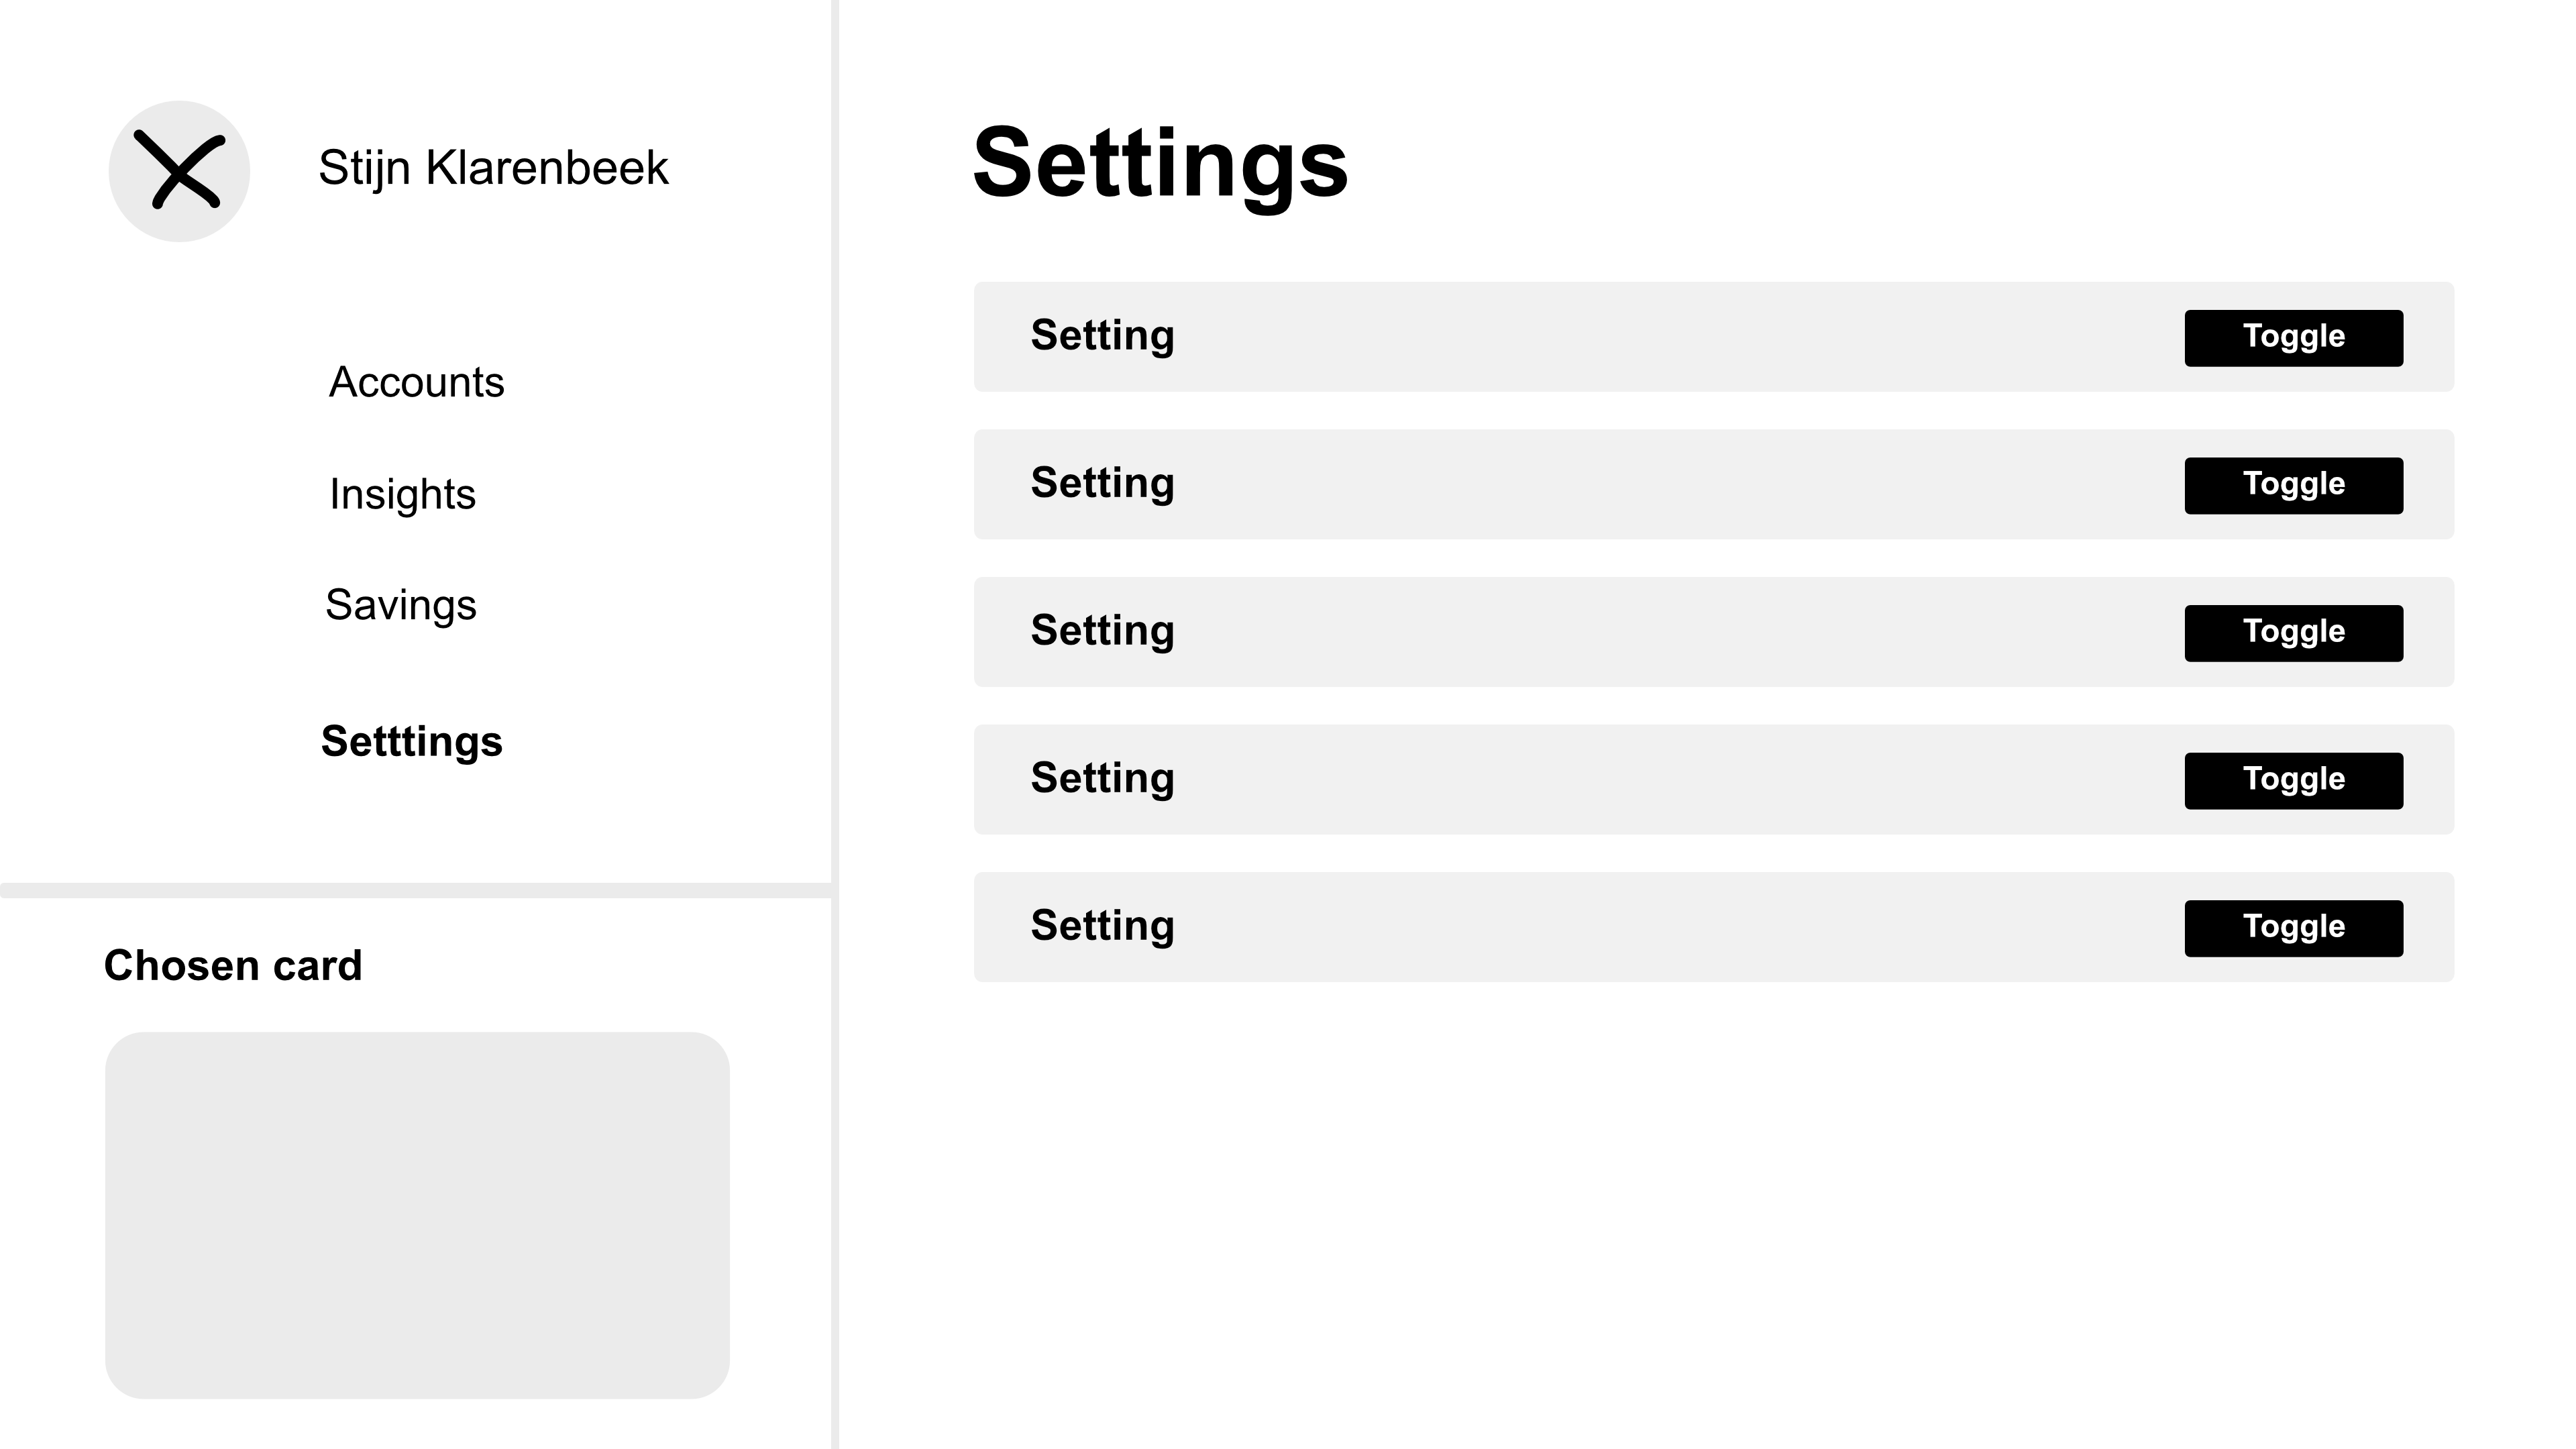 Stijn Klarenbeek
Accounts
Insights
Savings
Setttings
Chosen card
Settings
Setting
Toggle
Setting
Toggle
Setting
Toggle
Setting
Toggle
Setting
Toggle